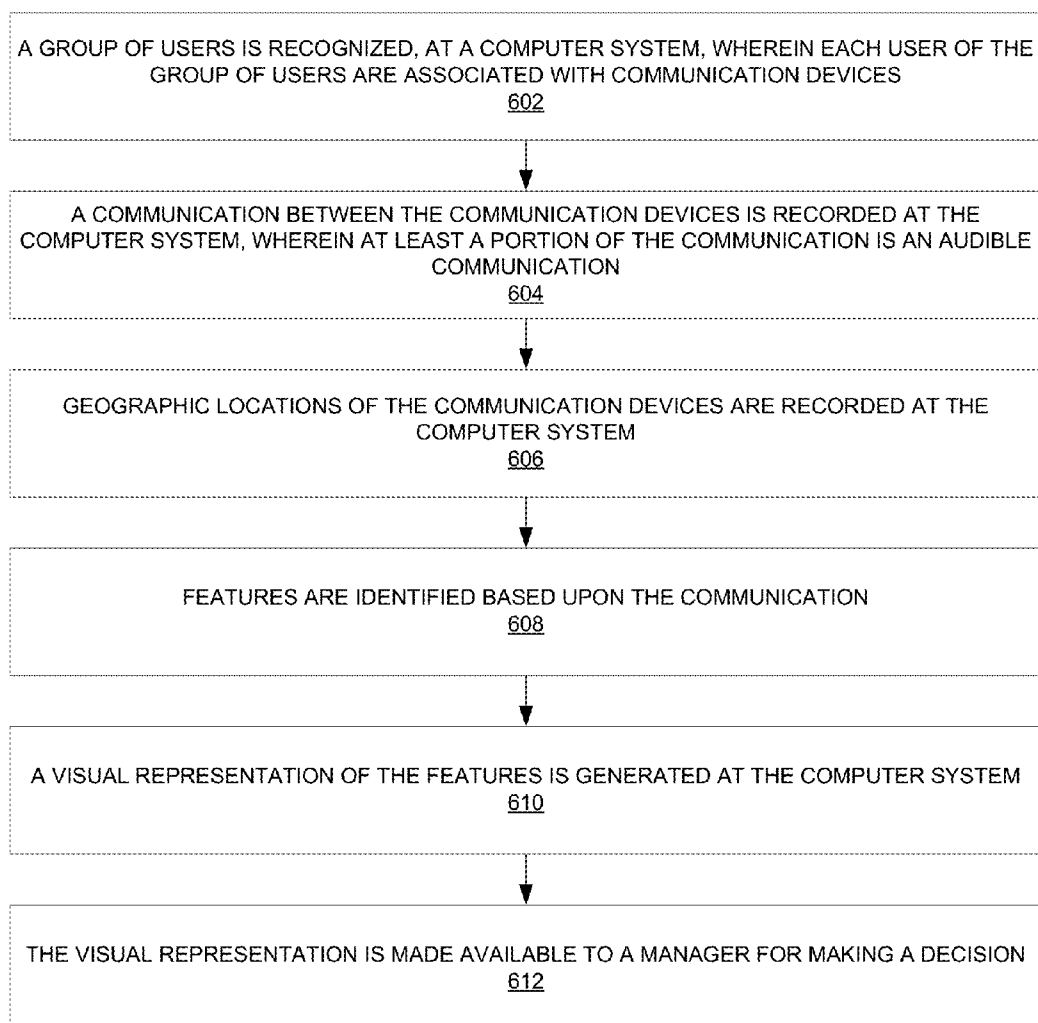 A GROUP OF USERS IS RECOGNIZED, AT A COMPUTER SYSTEM, WHEREIN EACH USER OF THE
GROUP OF USERS ARE ASSOCIATED WITH COMMUNICATION DEVICES
602
A COMMUNICATION BETWEEN THE COMMUNICATION DEVICES IS RECORDED AT THE
COMPUTER SYSTEM, WHEREIN AT LEAST A PORTION OF THE COMMUNICATION IS AN AUDIBLE
COMMUNICATION
604
GEOGRAPHIC LOCATIONS OF THE COMMUNICATION DEVICES ARE RECORDED AT THE
COMPUTER SYSTEM
606
FEATURES ARE IDENTIFIED BASED UPON THE COMMUNICATION
608
A VISUAL REPRESENTATION OF THE FEATURES IS GENERATED AT THE COMPUTER SYSTEM
610
THE VISUAL REPRESENTATION IS MADE AVAILABLE TO A MANAGER FOR MAKING A DECISION
612